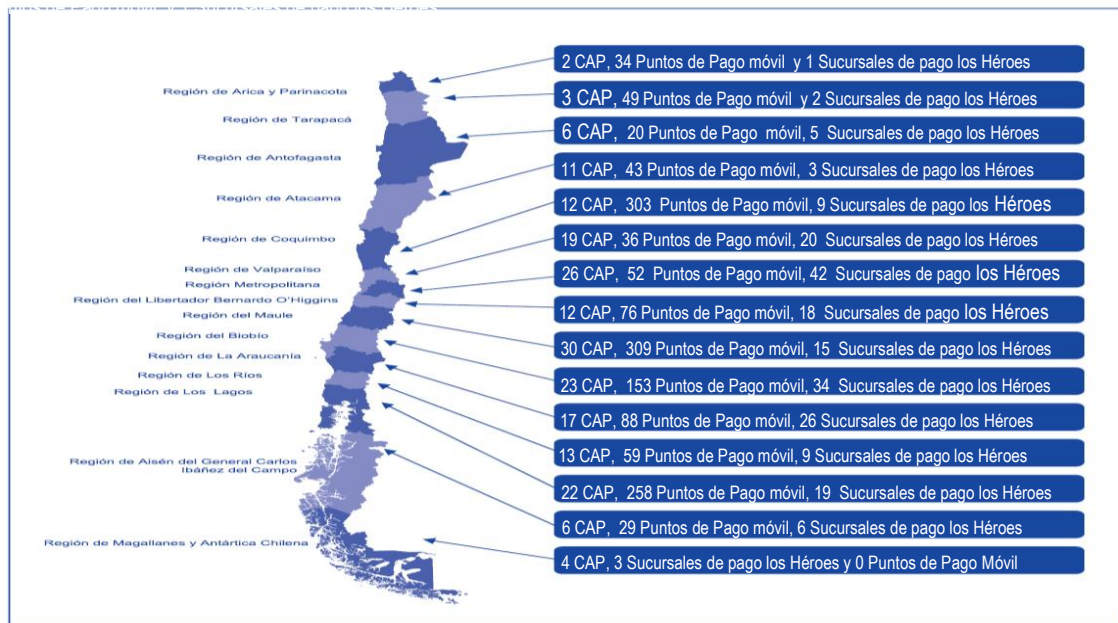 2 CAP, 34 Puntos de Pago móvil y 1 Sucursales de pago los Héroes
Región de Arica y Parinacota
3 CAP, 49 Puntos de Pago móvil y 2 Sucursales de pago los Héroes
Región de Tarapacá
6 CAP, 20 Puntos de Pago móvil, 5 Sucursales de pago los Héroes
Región de Antofagasta
11 CAP, 43 Puntos de Pago móvil, 3 Sucursales de pago los Héroes
Región de Atacama
12 CAP, 303 Puntos de Pago móvil, 9 Sucursales de pago los Héroes
Región de Coquimbo
19 CAP, 36 Puntos de Pago móvil, 20 Sucursales de pago los Héroes
Región de Valparaíso
26 CAP, 52 Puntos de Pago móvil, 42 Sucursales de pago los Héroes
Región Metropolitana
Región del Libertador Bernardo O'Higgins
12 CAP, 76 Puntos de Pago móvil, 18 Sucursales de pago los Héroes
Región del Maule
30 CAP, 309 Puntos de Pago móvil, 15 Sucursales de pago los Héroes
Región del Biobío
Región de La Araucanía
23 CAP, 153 Puntos de Pago móvil, 34 Sucursales de pago los Héroes
Región de Los Ríos
Región de Los Lagos
17 CAP, 88 Puntos de Pago móvil, 26 Sucursales de pago los Héroes
13 CAP, 59 Puntos de Pago móvil, 9 Sucursales de pago los Héroes
Región de Aisén del General Carlos
Ibáñez del Campo
22 CAP, 258 Puntos de Pago móvil, 19 Sucursales de pago los Héroes
6 CAP, 29 Puntos de Pago móvil, 6 Sucursales de pago los Héroes
Región de Magallanes y Antártica Chilena
4 CAP, 3 Sucursales de pago los Héroes y 0 Puntos de Pago Móvil